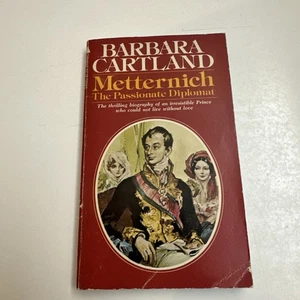 BARBARA
CARTLAND
Metternich
The Passionate Diplomat
The thrilling biography of an irresistible Prince
who could not live without love